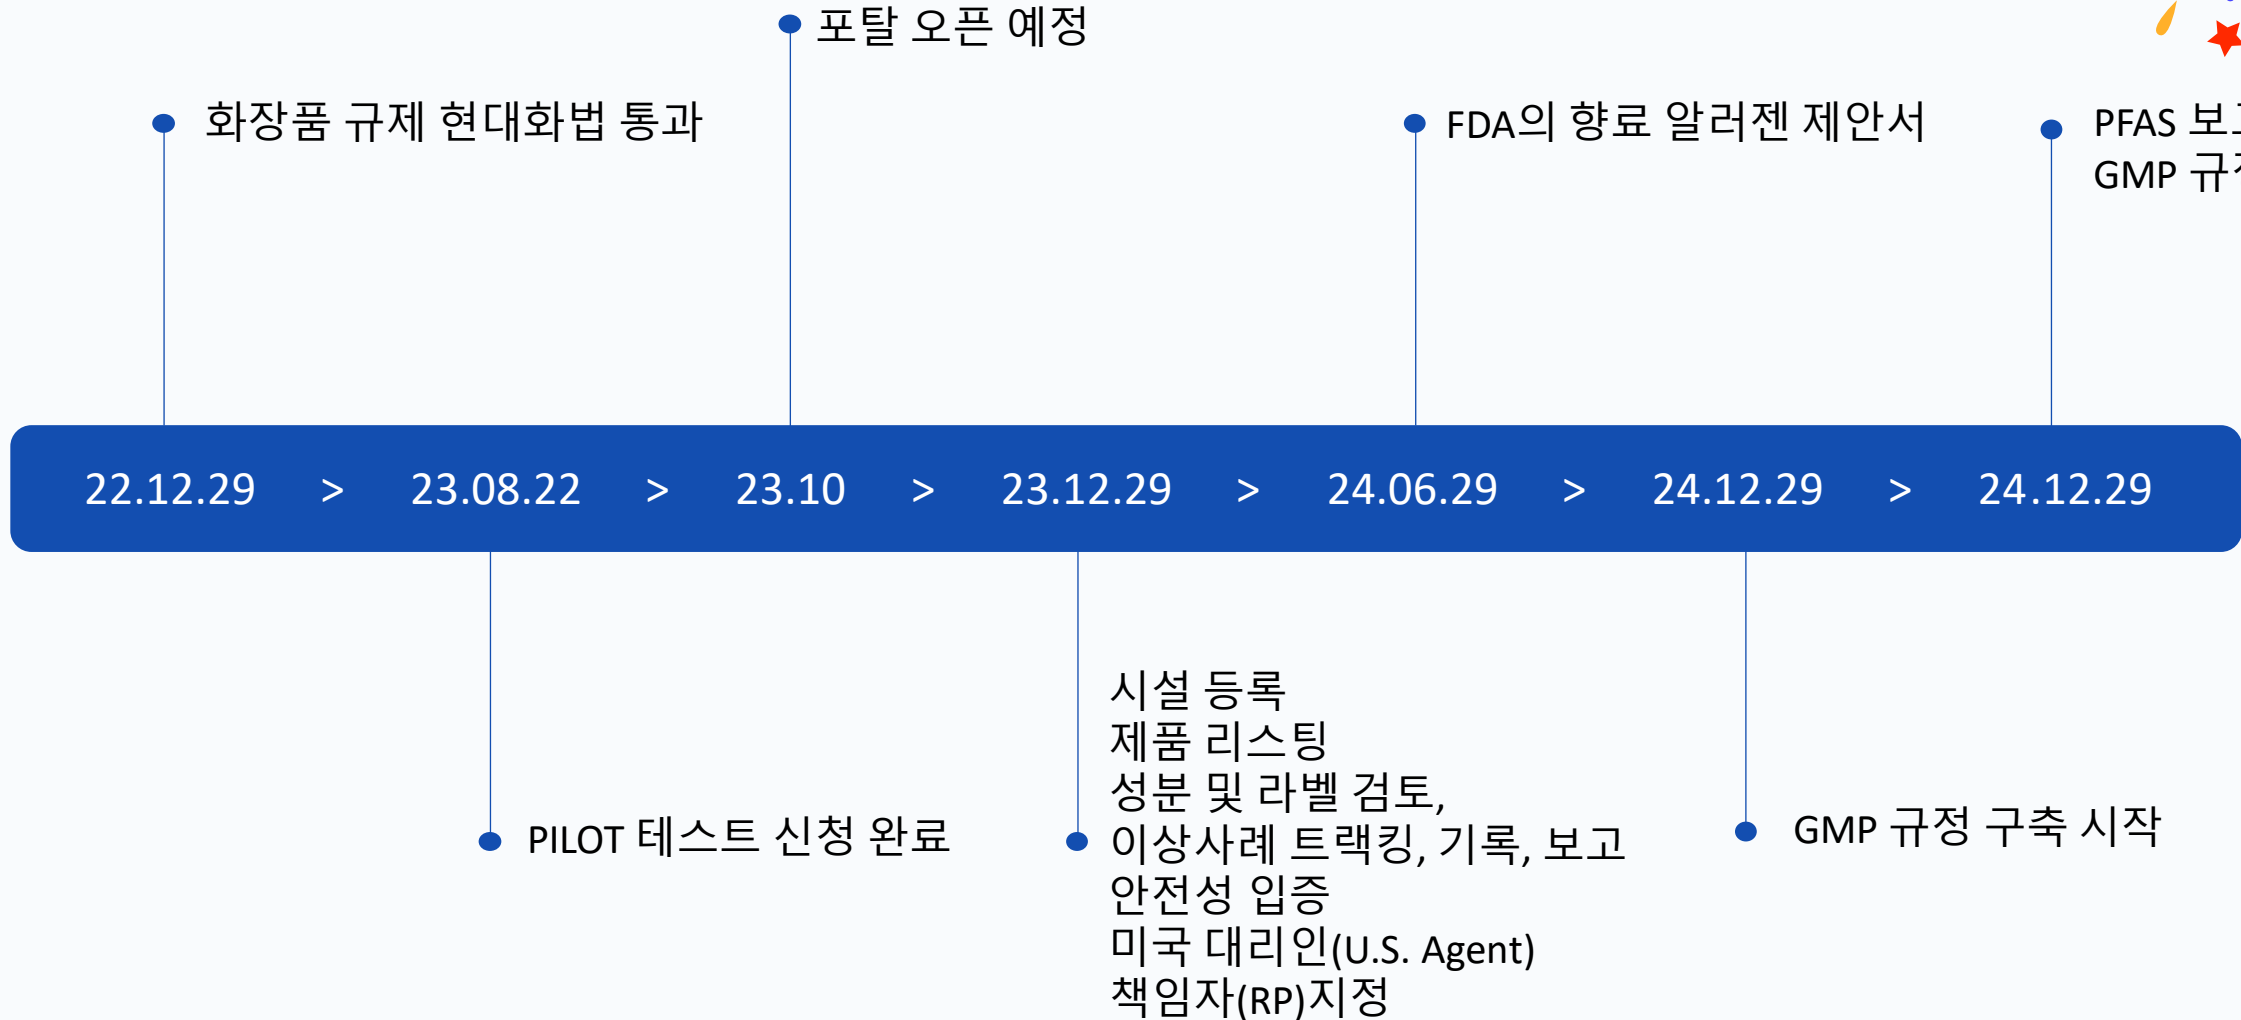 포탈 오픈 예정
화장품 규제 현대화법 통과
FDA의 향료 알러젠 제안서
PFAS
GMP
22.12.29 > 23.08.22 > 23.10 > 23.12.29 > 24.06.29 > 24.12.29 > 24.12.29
PILOT 테스트 신청 완료
시설 등록
제품 리스팅
성분 및 라벨 검토,
이상사례 트랙킹, 기록, 보고
안전성 입증
미국 대리인(U.S. Agent)
책임자(RP)지정
GMP 규정 구축 시작